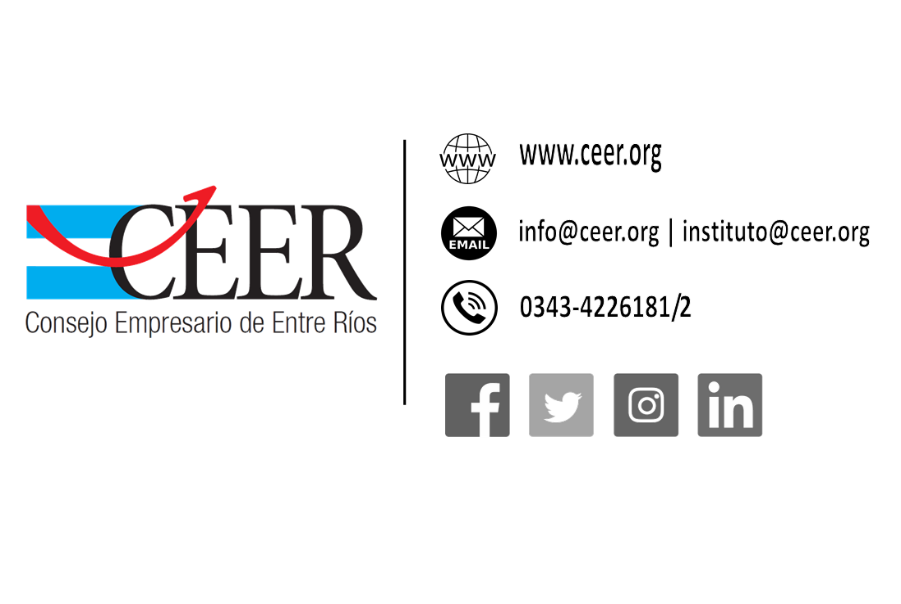 CEER
Consejo Empresario de Entre Ríos
WWW
www.ceer.org
EMAIL
info@ceer.org | instituto@ceer.org
0343-4226181/2
f
in